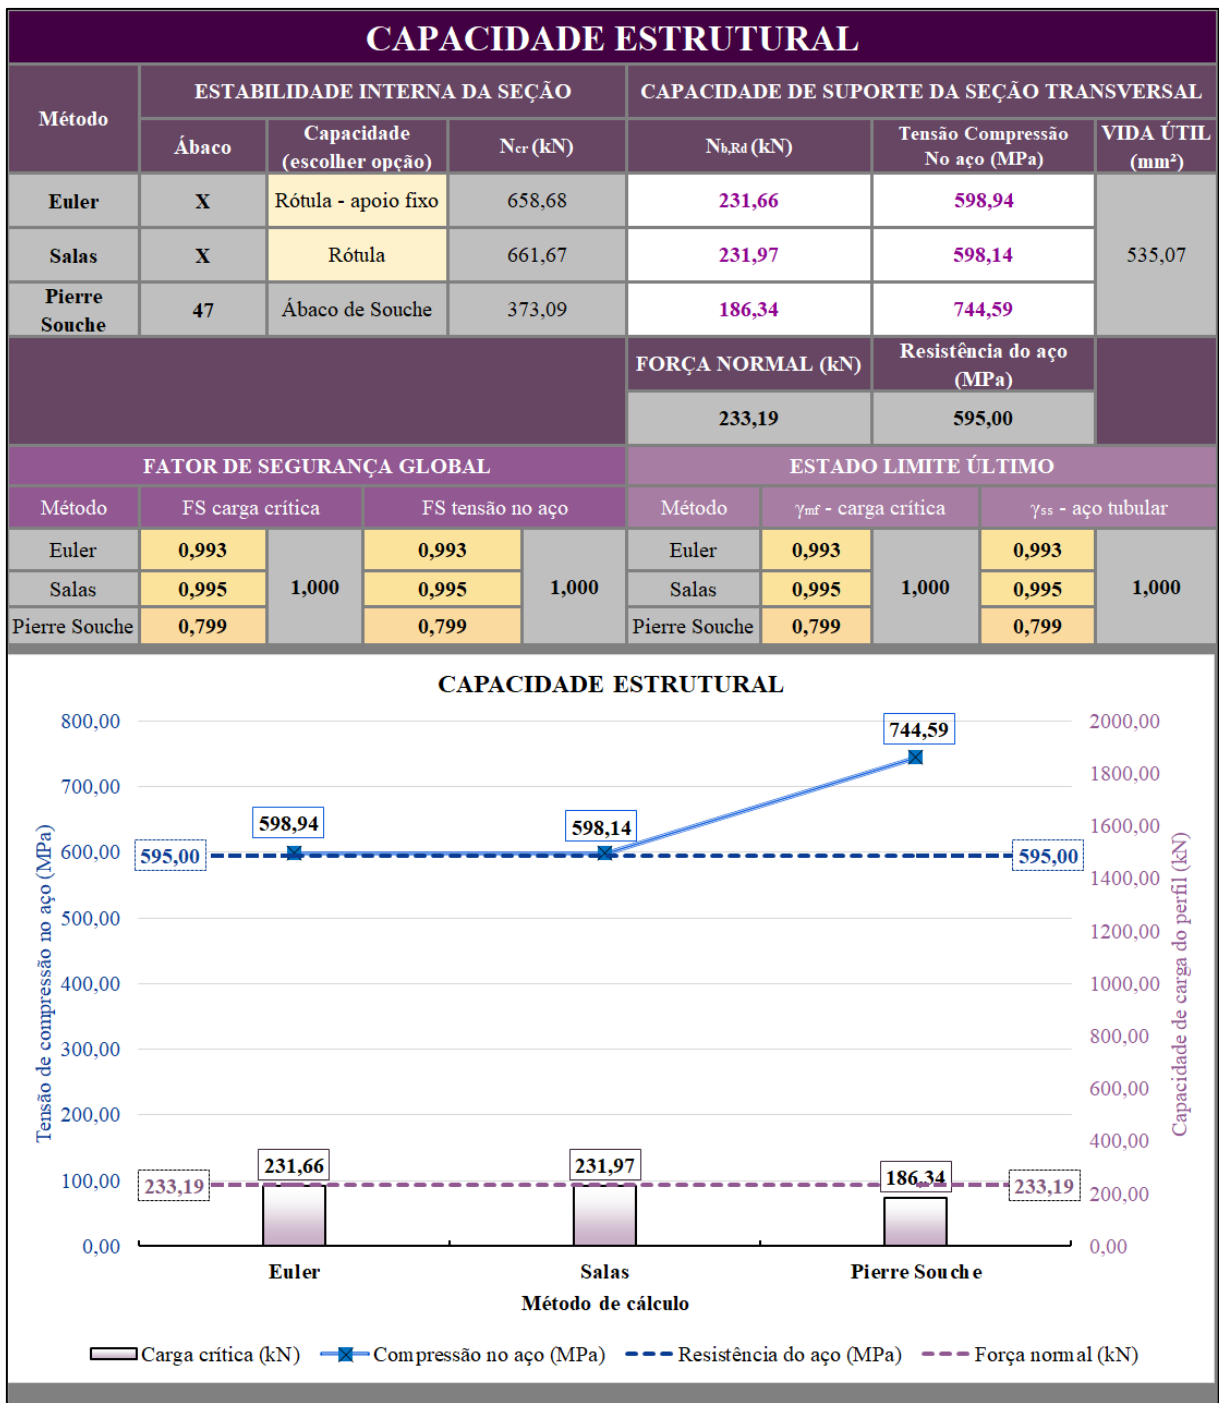 CAPACIDADE ESTRUTURAL
Método
ESTABILIDADE INTERNA DA SEÇÃO
CAPACIDADE DE SUPORTE DA SEÇÃO TRANSVERSAL
Ábaco
Capacidade
(escolher opção)
Ncr (kN)
Nb,Rd (kN)
Tensão Compressão
No aço (MPa)
VIDA ÚTIL
(mm²)
Euler X Rótula - apoio fixo 658,68 231,66 598,94
Salas X Rótula 661,67 231,97 598,14 535,07
Pierre
Souche
47 Ábaco de Souche 373,09 186,34 744,59
FORÇA NORMAL (kN)
Resistência do aço
(MPa)
233,19 595,00
FATOR DE SEGURANÇA GLOBAL
ESTADO LIMITE ÚLTIMO
Método FS carga crítica FS tensão no aço Método γmf - carga crítica γss - aço tubular
Euler 0,993 0,993 Euler 0,993 0,993
Salas 0,995 1,000 0,995 1,000 Salas 0,995 1,000 0,995 1,000
Pierre Souche 0,799 0,799 Pierre Souche 0,799 0,799
CAPACIDADE ESTRUTURAL
Tensão de compressão no aço (MPa)
800,00
700,00
600,00
500,00
400,00
300,00
200,00
100,00
0,00
744,59
598,94
598,14
595,00
595,00
231,66
231,97
186,34
233,19
233,19
2000,00
1800,00
1600,00
1400,00
1200,00
1000,00
800,00
600,00
400,00
200,00
0,00
Capacidade de carga do perfil (kN)
Euler Salas Pierre Souche
Método de cálculo
Carga crítica (kN) Compressão no aço (MPa) Resistência do aço (MPa) Força normal (kN)